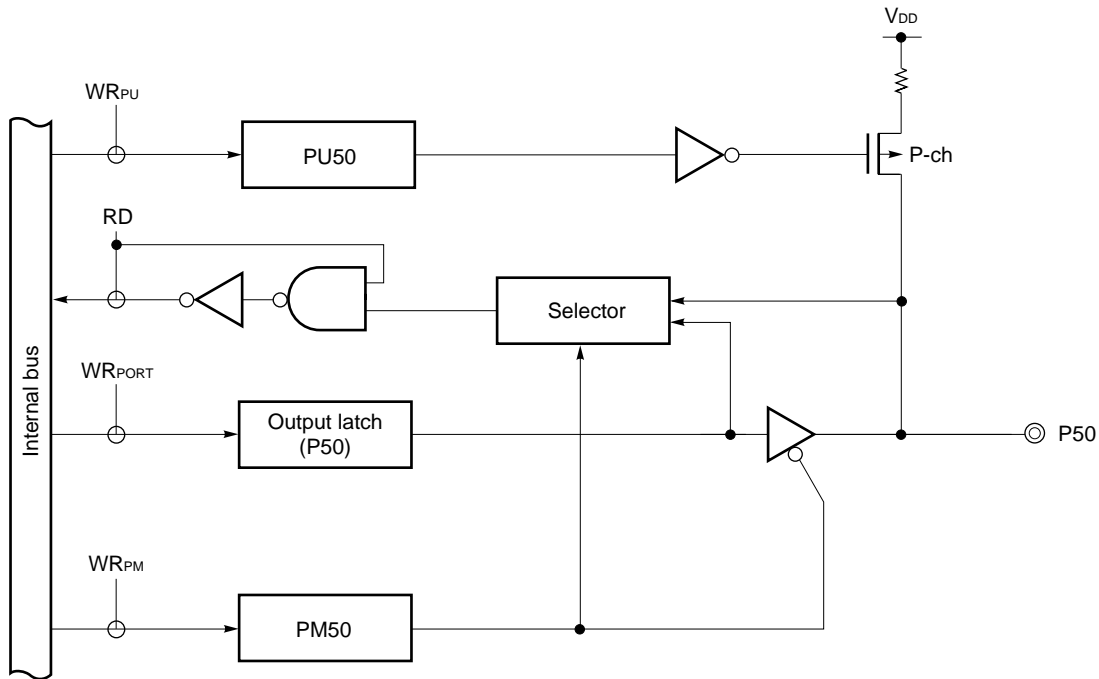 VDD
WRPU
PU50
P-ch
RD
Selector
Internal bus
WRPORT
Output latch
(P50)
P50
WRPM
PM50